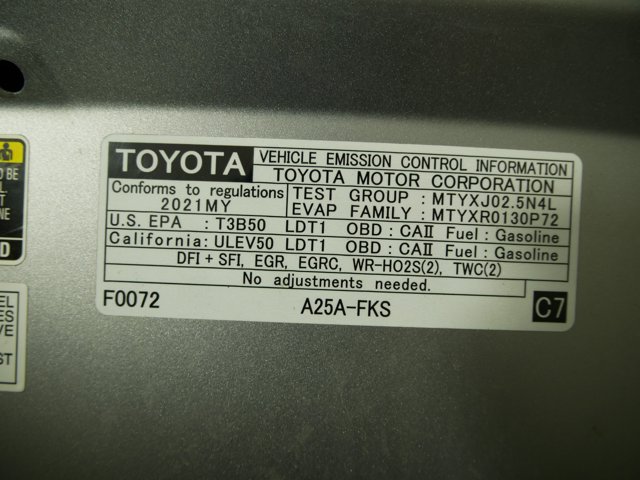 TOYOTA VEHICLE EMISSION CONTROL INFORMATION
TOYOTA MOTOR CORPORATION
Conforms to regulations
2021MY
TEST GROUP : MTYXJ02.5N4L
EVAP FAMILY : MTYXR0130P72
U.S. EPA : T3B50 LDT1 OBD : CAII Fuel : Gasoline
California: ULEV50 LDT1 OBD : CAII Fuel : Gasoline
DFI + SFI, EGR, EGRC, WR-HO2S(2), TWC(2)
No adjustments needed.
F0072 A25A-FKS C7